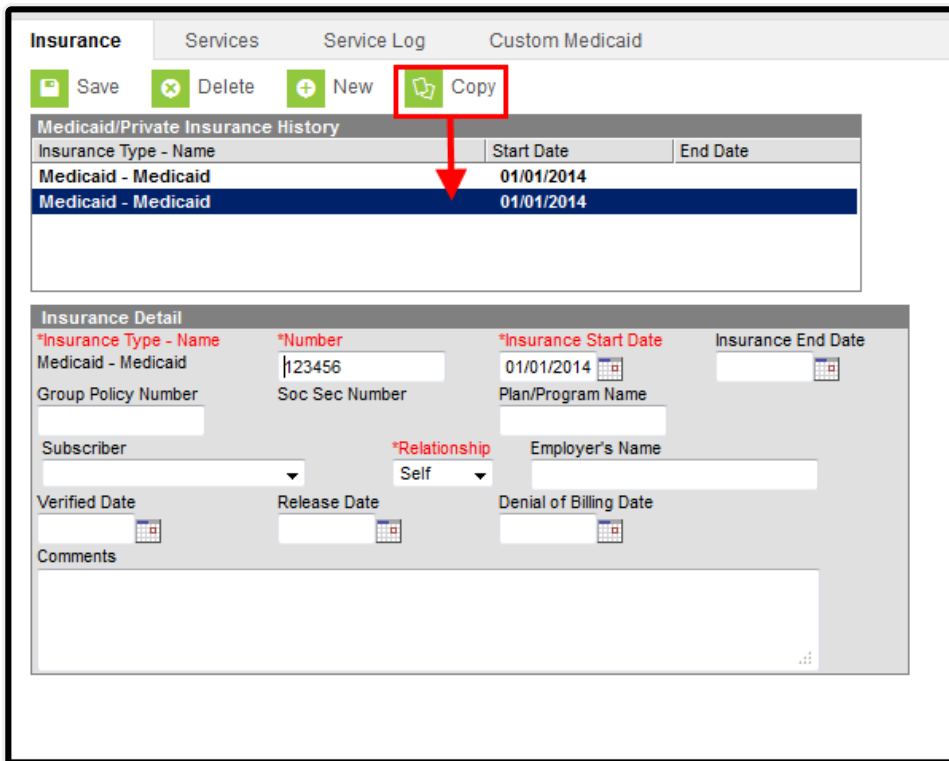 Insurance Services Service Log Custom Medicaid
Save Delete New Copy
Medicaid/Private Insurance History
Insurance Type - Name Start Date End Date
Medicaid - Medicaid 01/01/2014
Medicaid - Medicaid 01/01/2014
Insurance Detail
*Insurance Type - Name *Number *Insurance Start Date Insurance End Date
Medicaid - Medicaid 123456 01/01/2014
Group Policy Number Soc Sec Number Plan/Program Name
Subscriber *Relationship Employer's Name
Self
Verified Date Release Date Denial of Billing Date
Comments